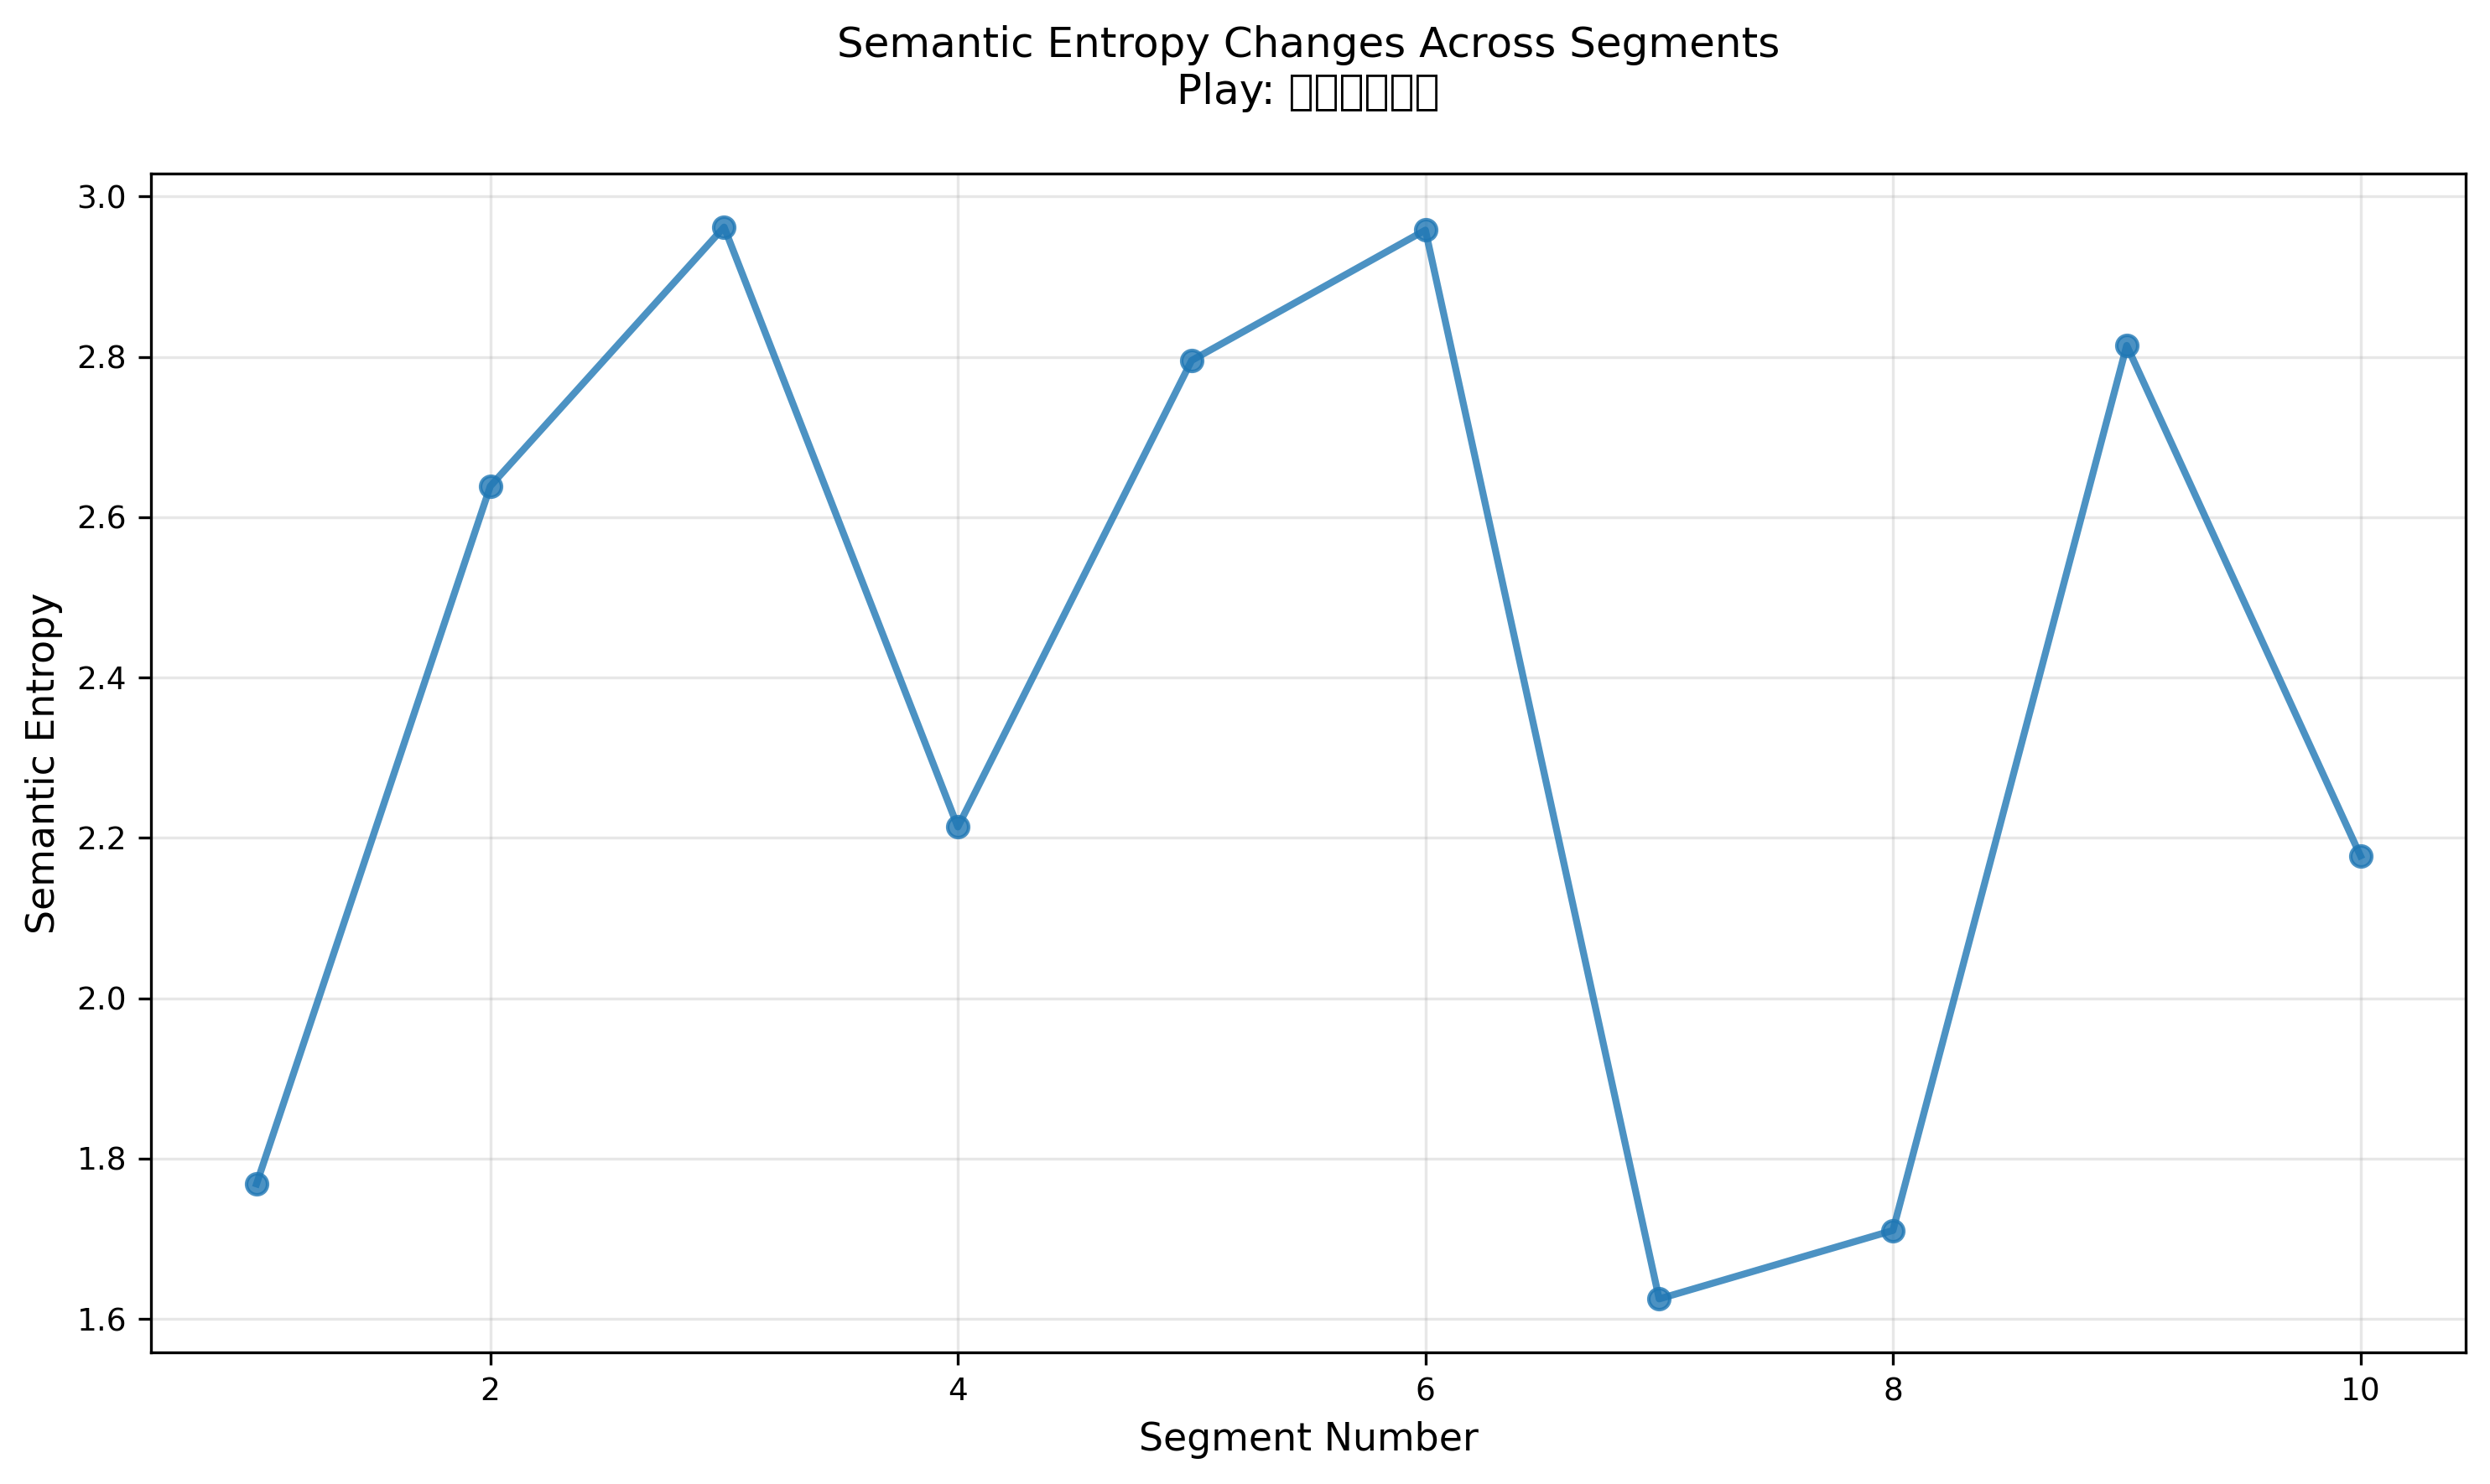 Semantic Entropy Changes Across Segments
Play: □□□□□□
Semantic Entropy
3.0
2.8
2.6
2.4
2.2
2.0
1.8
1.6
2 4 6 8 10
Segment Number